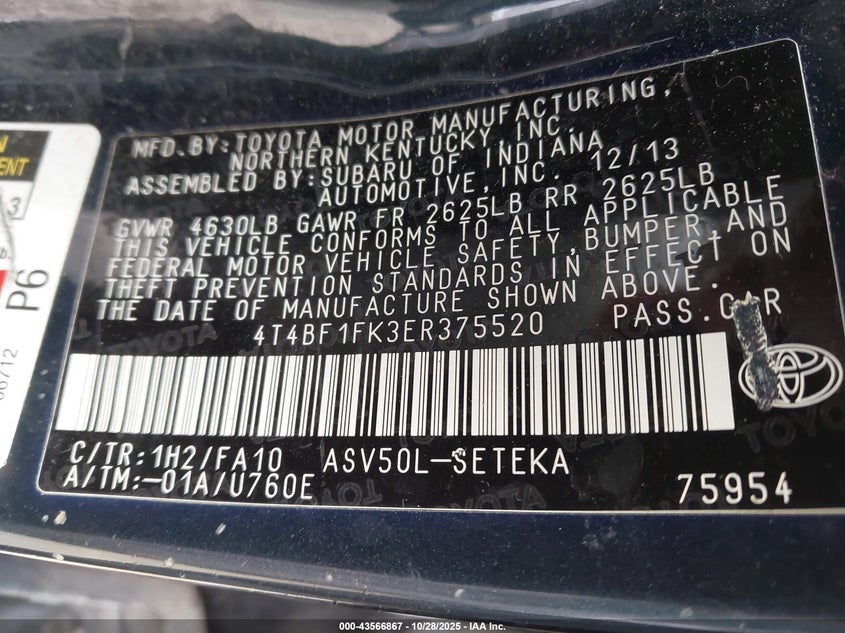 MFD.BY:TOYOTA MOTOR MANUFACTURING,
NORTHERN KENTUCKY, INC.
ASSEMBLED BY:SUBARU OF INDIANA
AUTOMOTIVE,INC. 12/13
GVWR 4630LB GAWR FR 2625LB RR 2625LB
THIS VEHICLE CONFORMS TO ALL APPLICABLE
FEDERAL MOTOR VEHICLE SAFETY,BUMPER,AND
THEFT PREVENTION STANDARDS IN EFFECT ON
THE DATE OF MANUFACTURE SHOWN ABOVE.
4T4BF1FK3ER375520 PASS.CAR
C/TR:1H2/FA10 ASV50L-SETEKA
A/TM:-01A/U760E
75954
P6
TOYOTA
000-43566867 | 10/28/2025 | IAA Inc.